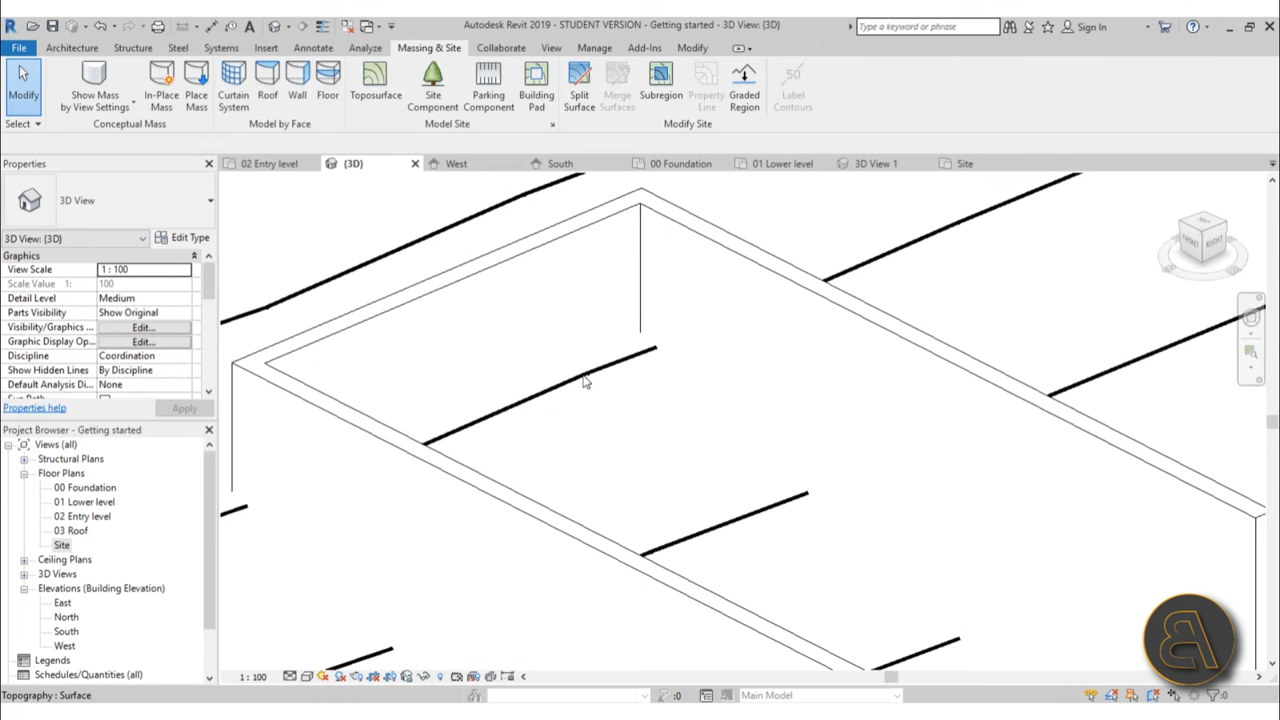 Autodesk Revit 2019 - STUDENT VERSION - Getting started - 3D View: {3D}
Type a keyword or phrase
Sign In
File Architecture Structure Steel Systems Insert Annotate Analyze Massing & Site Collaborate View Manage Add-Ins Modify
Modify
Show Mass
by View Settings
In-Place
Mass
Place
Mass
Curtain
System
Roof
Wall
Floor
Toposurface
Site
Component
Parking
Component
Building
Pad
Split
Surface
Merge
Surfaces
Subregion
Property
Line
Graded
Region
50
Label
Contours
Select
Conceptual Mass
Model by Face
Model Site
Modify Site
Properties
02 Entry level
{3D}
West
South
00 Foundation
01 Lower level
3D View 1
Site
3D View
3D View: {3D}
Edit Type
Graphics
View Scale 1 : 100
Scale Value 1: 100
Detail Level Medium
Parts Visibility Show Original
Visibility/Graphics ... Edit...
Graphic Display Op... Edit...
Discipline Coordination
Show Hidden Lines By Discipline
Default Analysis Di... None
Properties help
Apply
FRONT
RIGHT
Project Browser - Getting started
Views (all)
Structural Plans
Floor Plans
00 Foundation
01 Lower level
02 Entry level
03 Roof
Site
Ceiling Plans
3D Views
Elevations (Building Elevation)
East
North
South
West
Legends
Schedules/Quantities (all)
1 : 100
Topography : Surface
:0
Main Model
:0